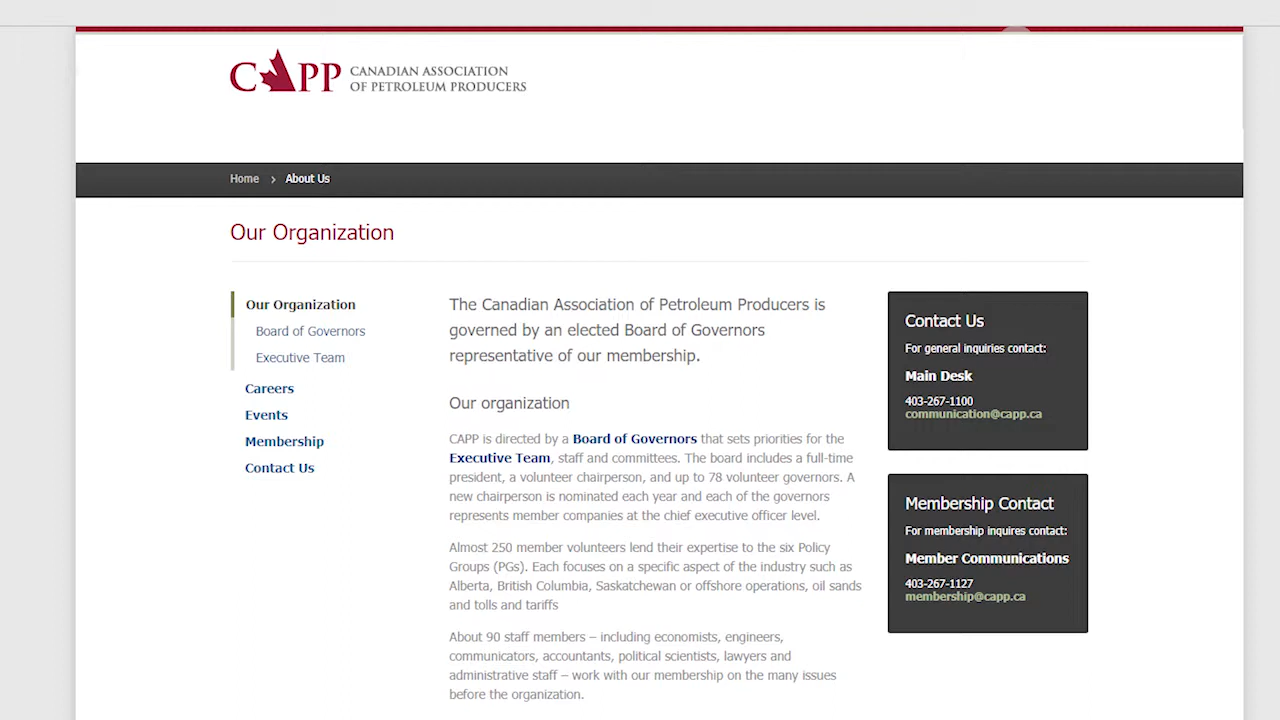 CAPP CANADIAN ASSOCIATION
OF PETROLEUM PRODUCERS
Home › About Us
Our Organization
Our Organization
Board of Governors
Executive Team
Careers
Events
Membership
Contact Us
The Canadian Association of Petroleum Producers is
governed by an elected Board of Governors
representative of our membership.
Our organization
CAPP is directed by a Board of Governors that sets priorities for the
Executive Team, staff and committees. The board includes a full-time
president, a volunteer chairperson, and up to 78 volunteer governors. A
new chairperson is nominated each year and each of the governors
represents member companies at the chief executive officer level.
Almost 250 member volunteers lend their expertise to the six Policy
Groups (PGs). Each focuses on a specific aspect of the industry such as
Alberta, British Columbia, Saskatchewan or offshore operations, oil sands
and tolls and tariffs
About 90 staff members – including economists, engineers,
communicators, accountants, political scientists, lawyers and
administrative staff – work with our membership on the many issues
before the organization.
Contact Us
For general inquiries contact:
Main Desk
403-267-1100
communication@capp.ca
Membership Contact
For membership inquires contact:
Member Communications
403-267-1127
membership@capp.ca